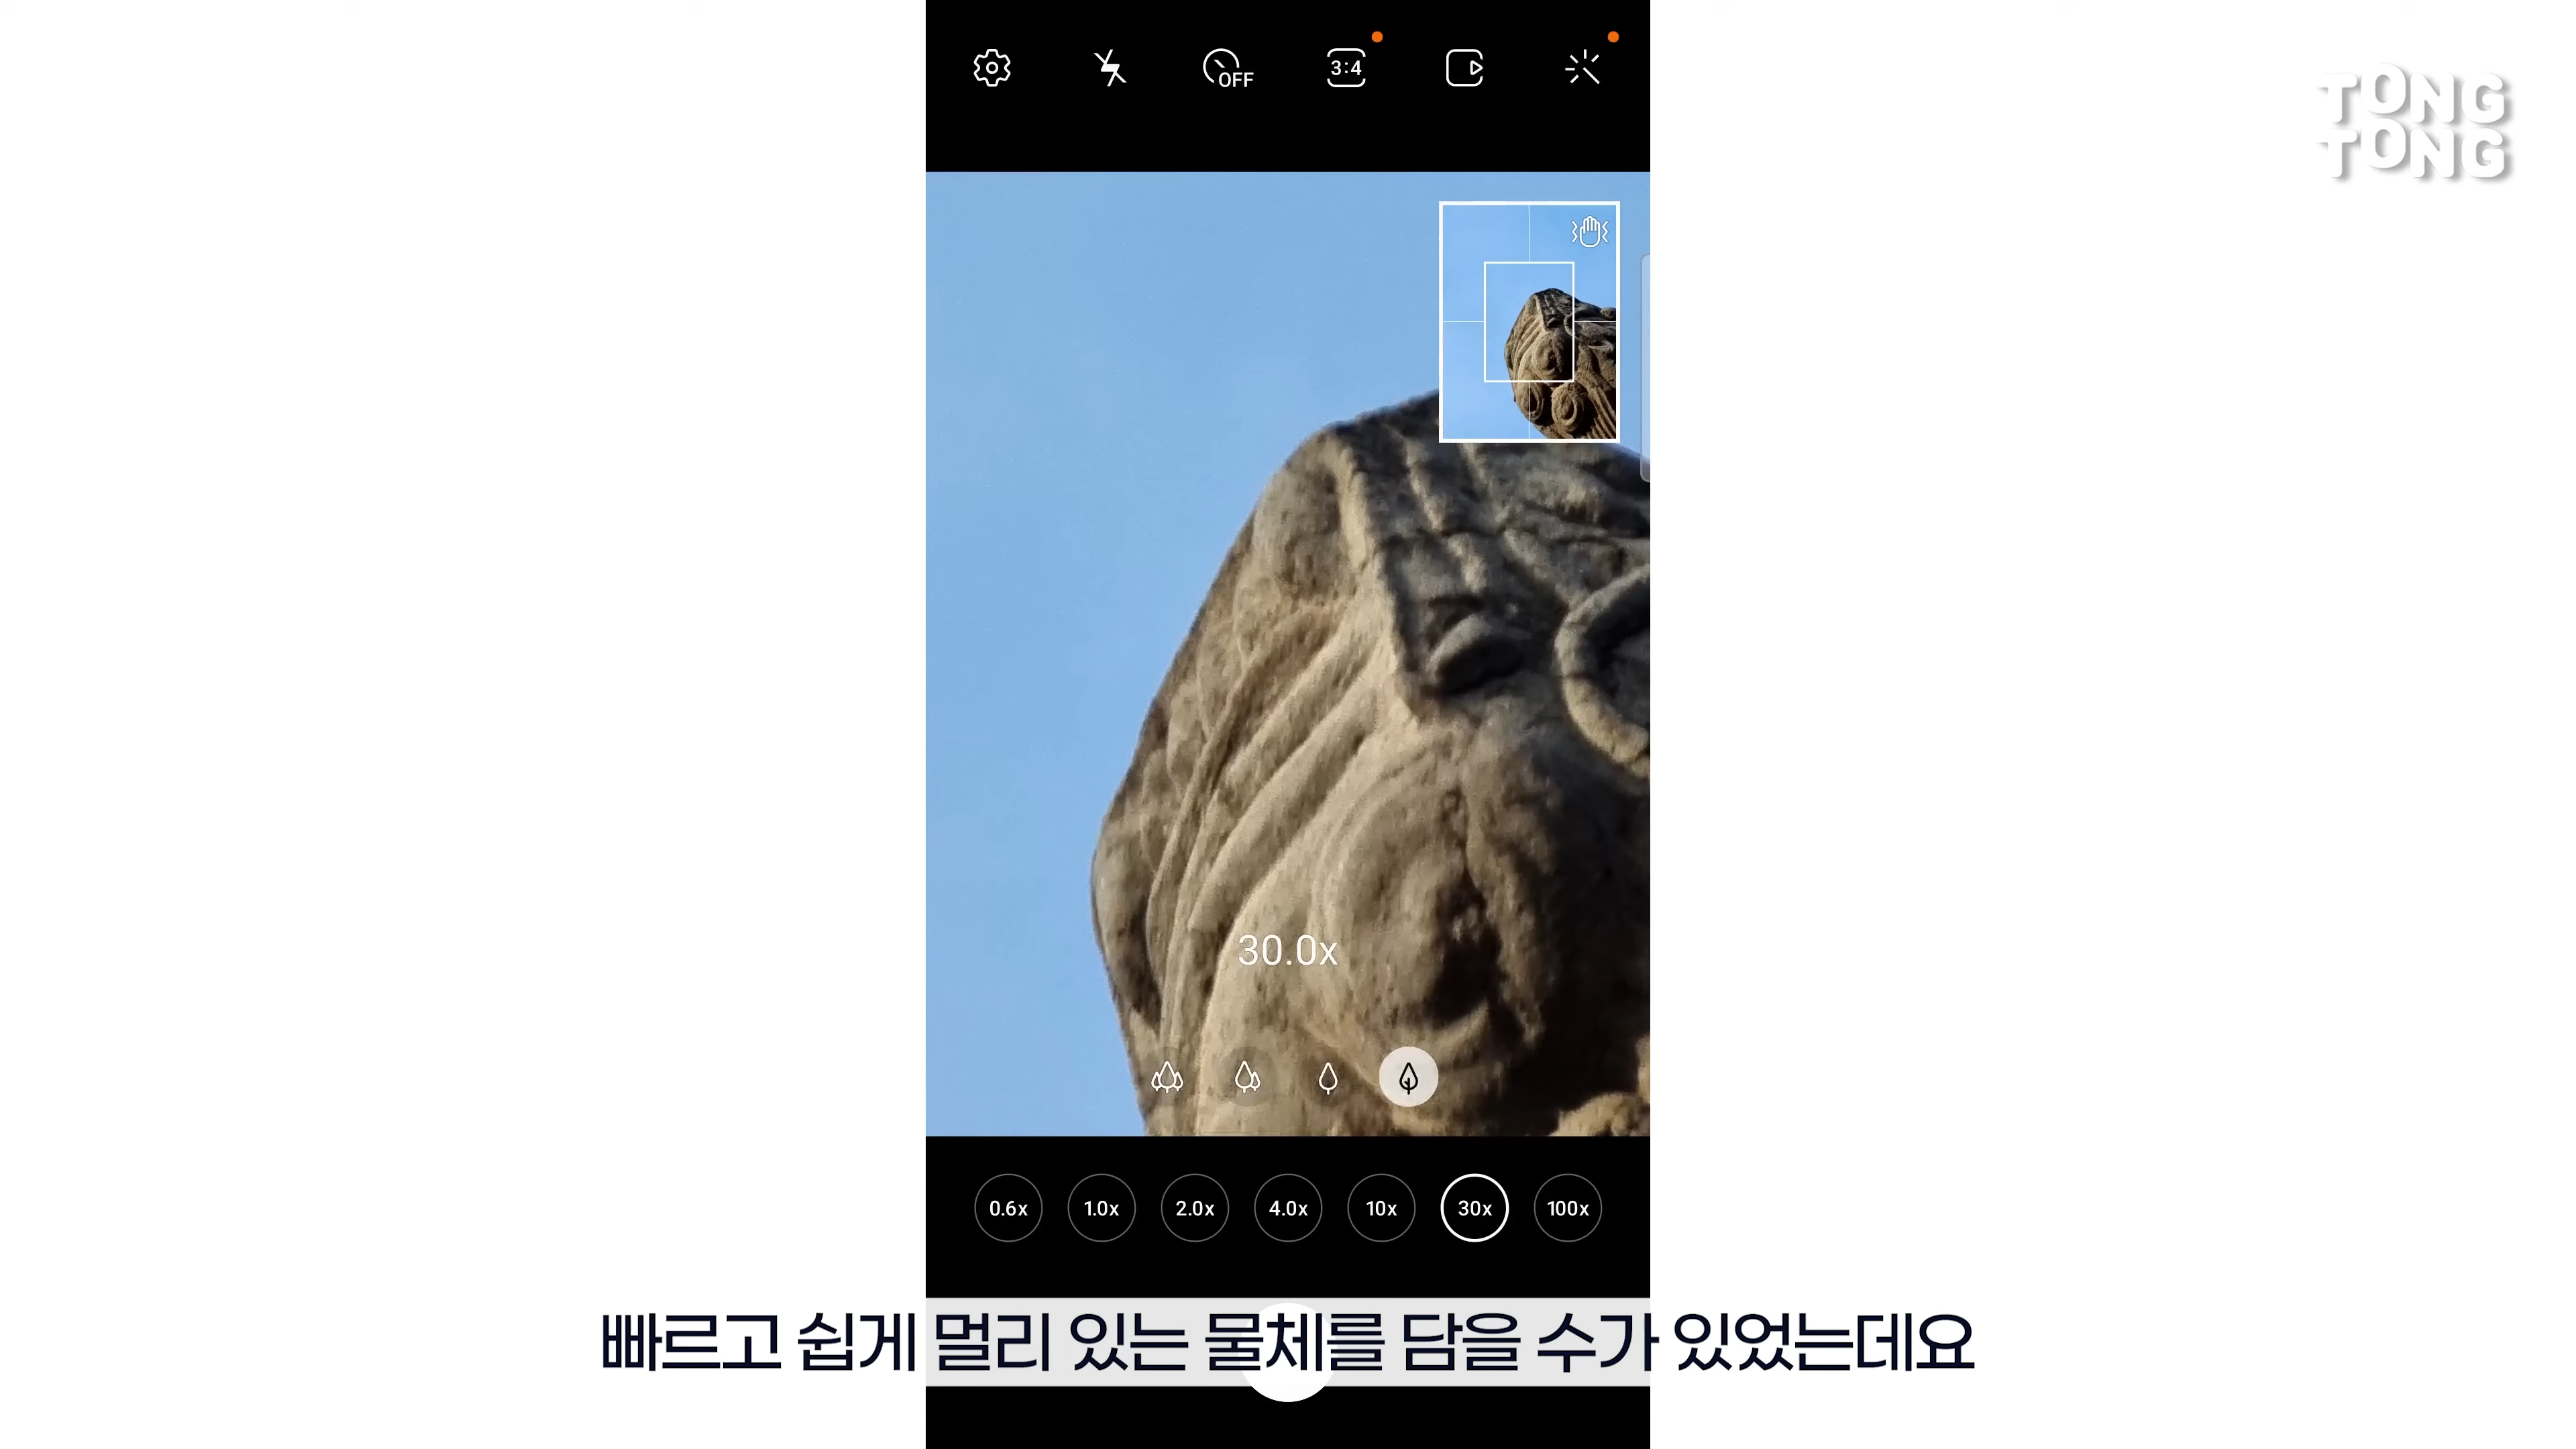 OFF
3:4
TONG
TONG
30.0x
0.6x 1.0x 2.0x 4.0x 10x 30x 100x
빠르고 쉽게 멀리 있는 물체를 담을 수가 있었는데요